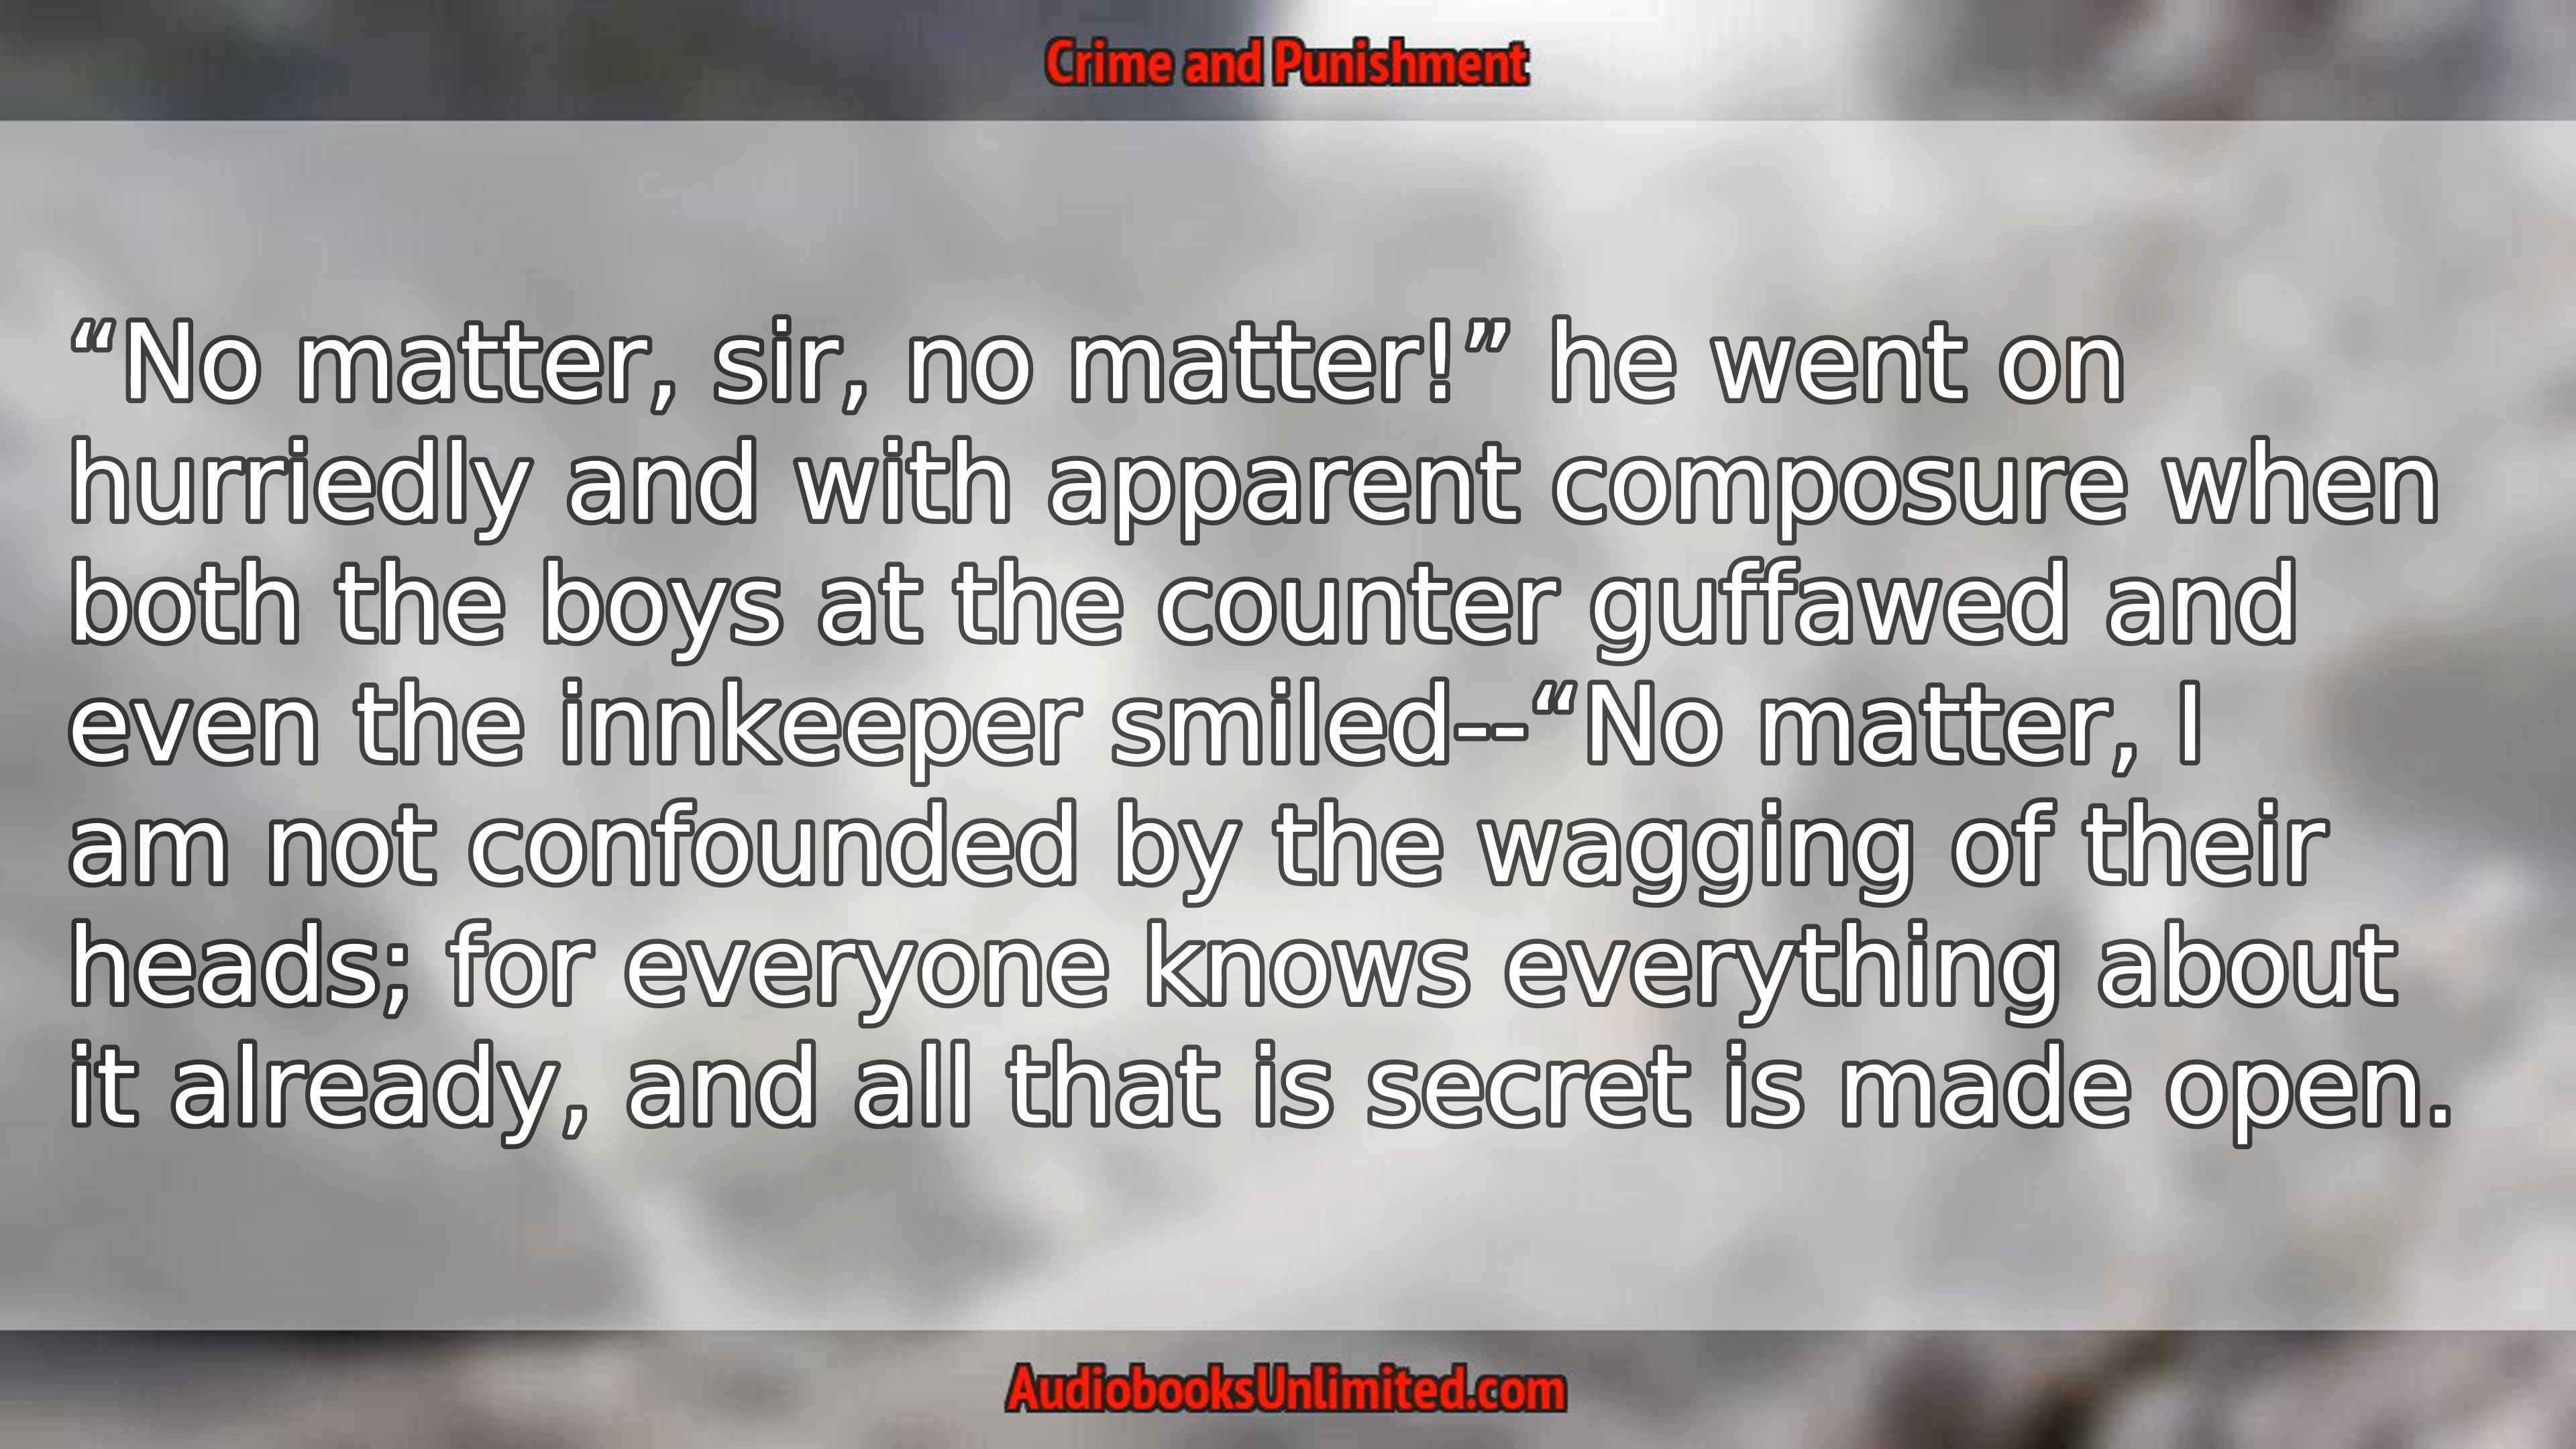 Crime and Punishment
“No matter, sir, no matter!” he went on
hurriedly and with apparent composure when
both the boys at the counter guffawed and
even the innkeeper smiled--“No matter, I
am not confounded by the wagging of their
heads; for everyone knows everything about
it already, and all that is secret is made open.
AudiobooksUnlimited.com